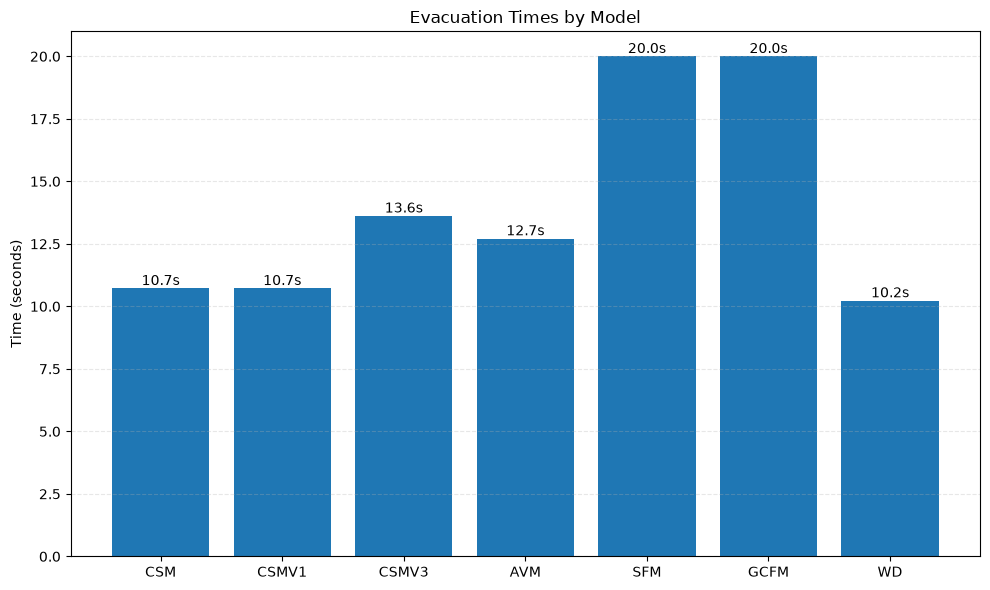 Evacuation Times by Model
Time (seconds)
20.0
17.5
15.0
12.5
10.0
7.5
5.0
2.5
0.0
10.7s
10.7s
13.6s
12.7s
20.0s
20.0s
10.2s
CSM
CSMV1
CSMV3
AVM
SFM
GCFM
WD